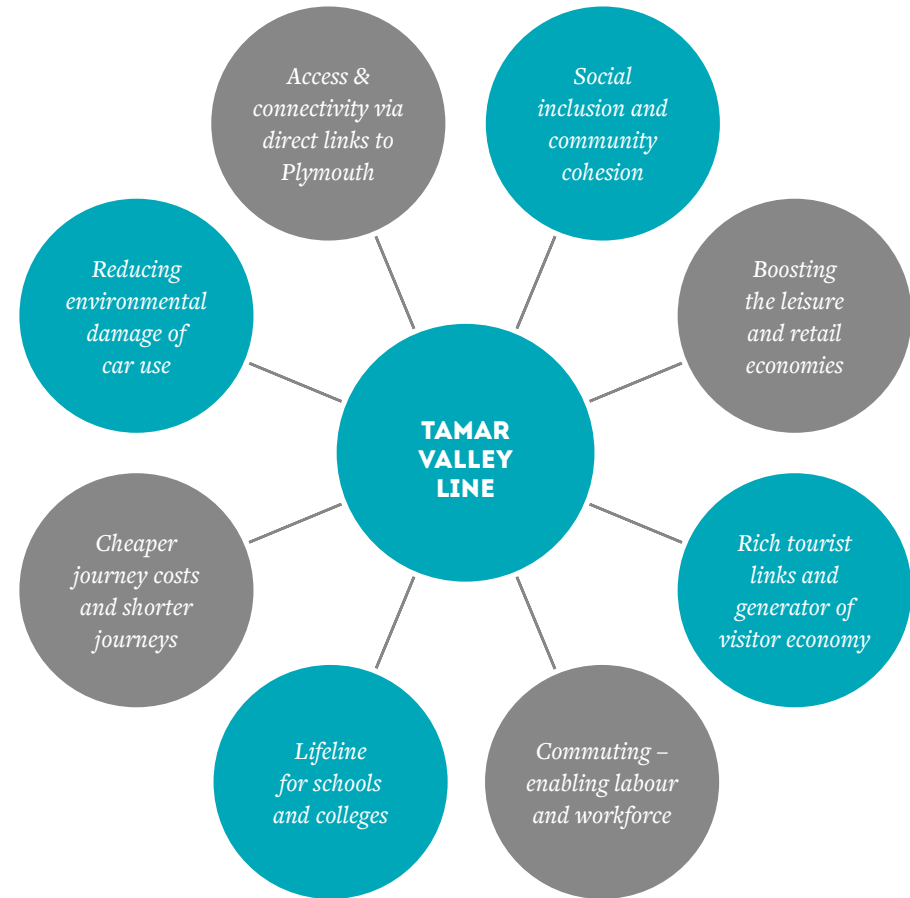 Access &
connectivity via
direct links to
Plymouth
Social
inclusion and
community
cohesion
Reducing
environmental
damage of
car use
Boosting
the leisure
and retail
economies
TAMAR
VALLEY
LINE
Cheaper
journey costs
and shorter
journeys
Rich tourist
links and
generator of
visitor economy
Lifeline
for schools
and colleges
Commuting –
enabling labour
and workforce